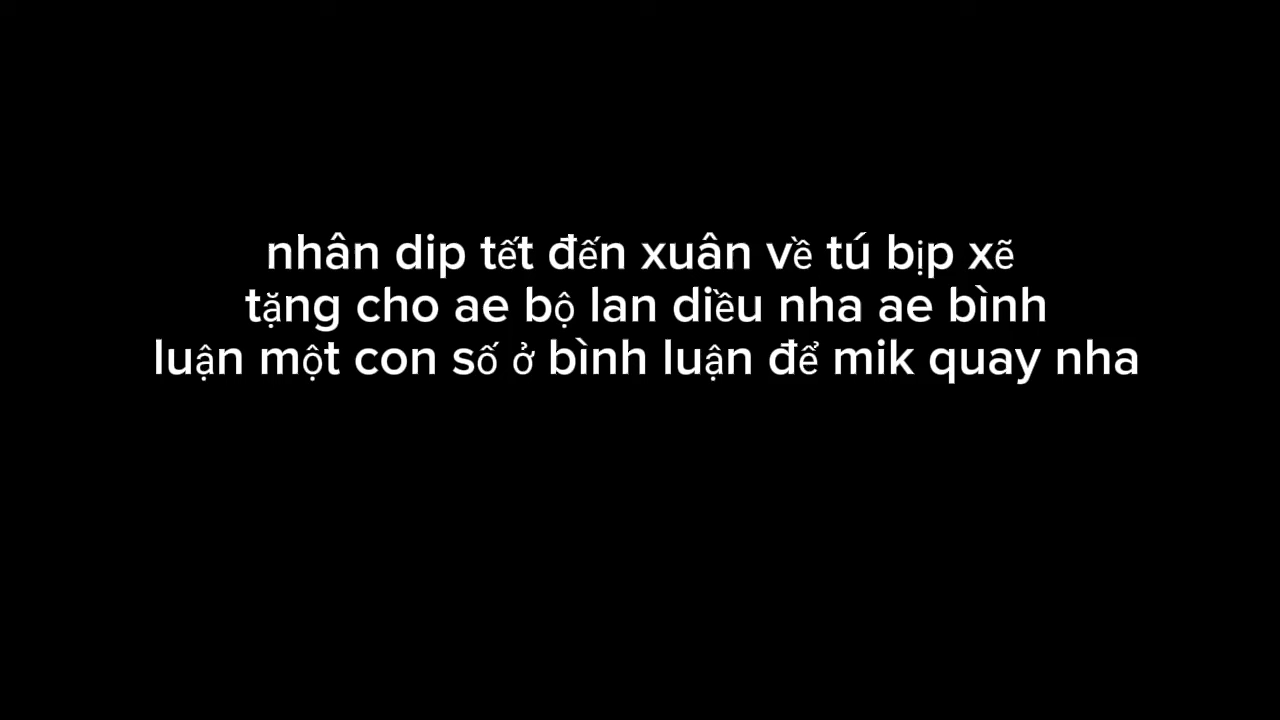 nhân dip tết đến xuân về tú bịp xẽ
tặng cho ae bộ lan diều nha ae bình
luận một con số ở bình luận để mik quay nha